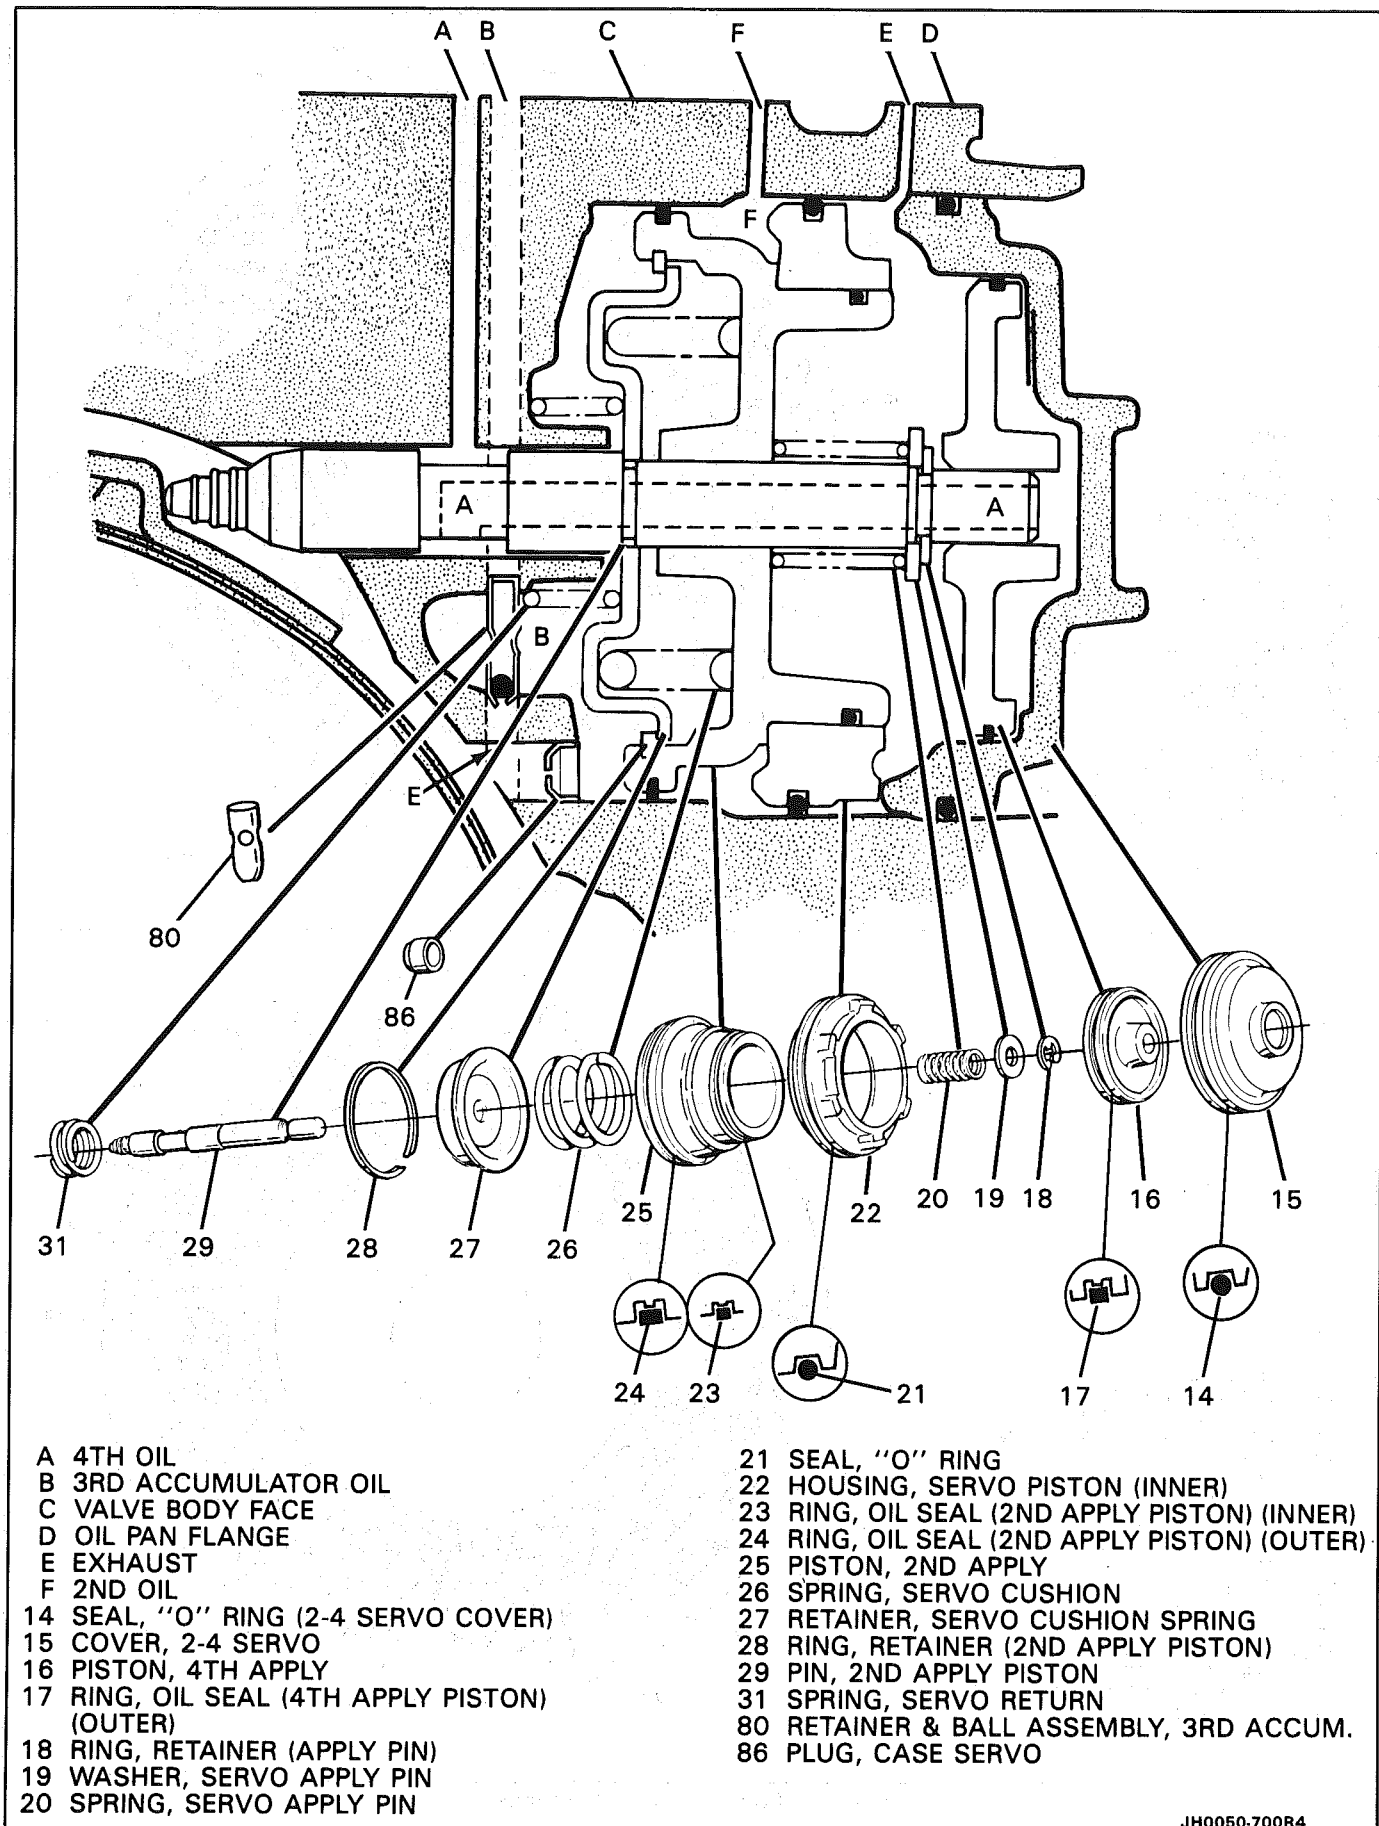 A B C F E D
F
A A
B
E
80
86
31 29 28 27 26 25 22 20 19 18 16 15
24 23 21 17 14
A 4TH OIL
B 3RD ACCUMULATOR OIL
C VALVE BODY FACE
D OIL PAN FLANGE
E EXHAUST
F 2ND OIL
14 SEAL, "O" RING (2-4 SERVO COVER)
15 COVER, 2-4 SERVO
16 PISTON, 4TH APPLY
17 RING, OIL SEAL (4TH APPLY PISTON)
(OUTER)
18 RING, RETAINER (APPLY PIN)
19 WASHER, SERVO APPLY PIN
20 SPRING, SERVO APPLY PIN
21 SEAL, "O" RING
22 HOUSING, SERVO PISTON (INNER)
23 RING, OIL SEAL (2ND APPLY PISTON) (INNER)
24 RING, OIL SEAL (2ND APPLY PISTON) (OUTER)
25 PISTON, 2ND APPLY
26 SPRING, SERVO CUSHION
27 RETAINER, SERVO CUSHION SPRING
28 RING, RETAINER (2ND APPLY PISTON)
29 PIN, 2ND APPLY PISTON
31 SPRING, SERVO RETURN
80 RETAINER & BALL ASSEMBLY, 3RD ACCUM.
86 PLUG, CASE SERVO
JH0050-700R4